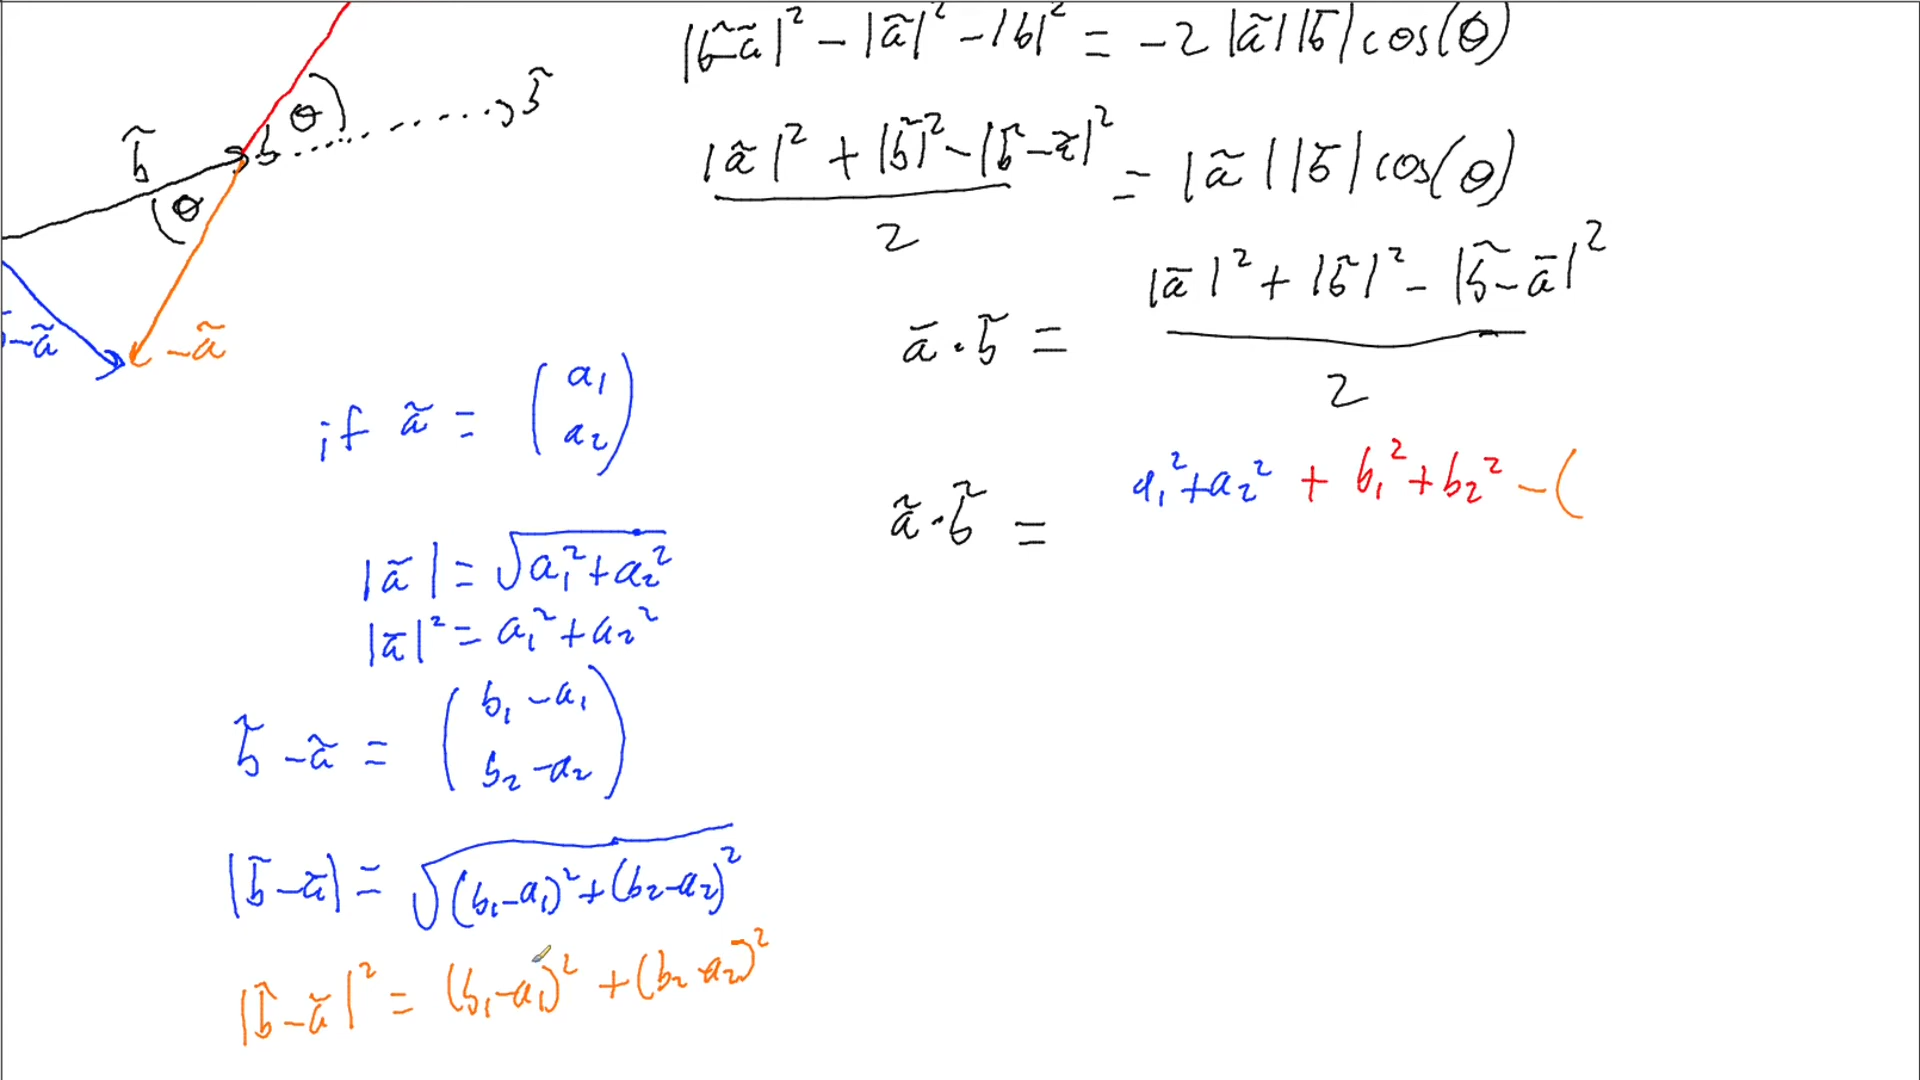 |b̃-ã|² - |ã|² - |b|² = -2|ã||b̃|cos(θ)
θ
b̃
b̃
b
|ã|² + |b̃|² - |b̃-ã|² / 2 = |ã||b̃|cos(θ)
θ
ã·b̃ = |ã|² + |b̃|² - |b̃-ã|² / 2
b̃-ã
-ã
if ã = (a₁ a₂)
ã·b̃ = a₁²+a₂² + b₁²+b₂² - (
|ã| = √a₁²+a₂²
|ã|² = a₁²+a₂²
b̃-ã = (b₁-a₁ b₂-a₂)
|b̃-ã| = √(b₁-a₁)²+(b₂-a₂)²
|b̃-ã|² = (b₁-a₁)² + (b₂-a₂)²